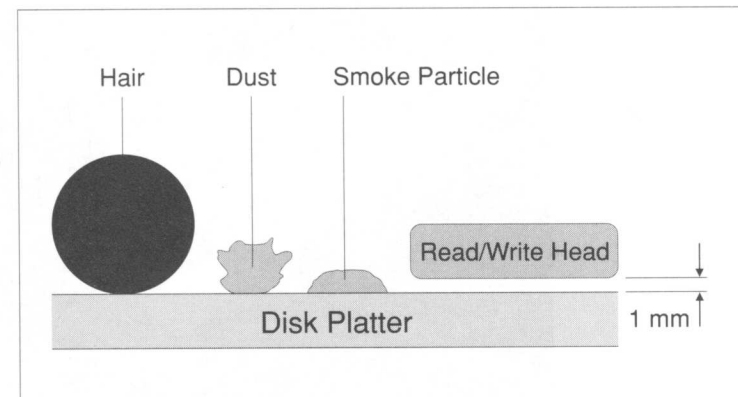 Hair Dust Smoke Particle
Read/Write Head
Disk Platter
1 mm